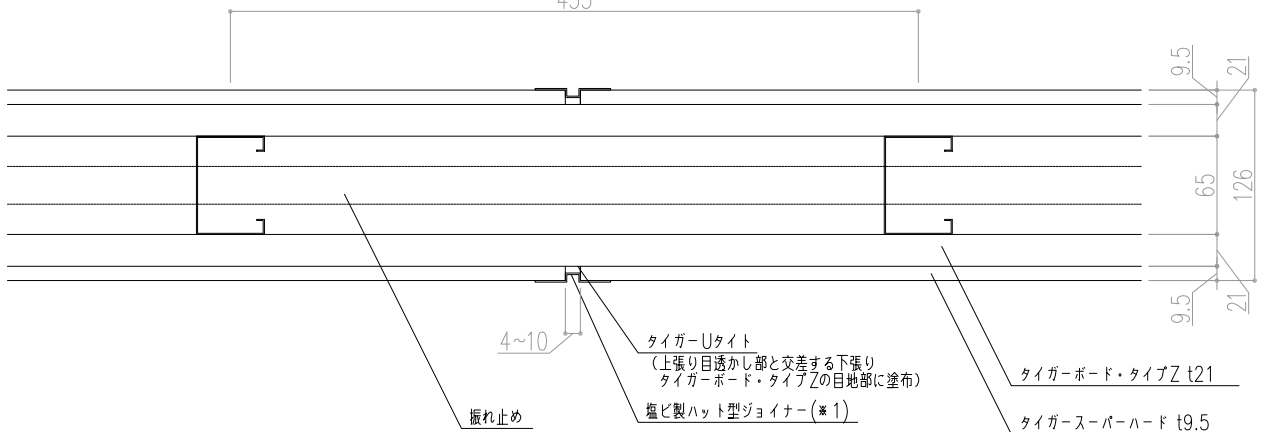 455
9.5
21
65
126
9.5
21
4~10
タイガーUタイト
(上張り目透かし部と交差する下張り
タイガーボード・タイプZの目地部に塗布)
塩ビ製ハット型ジョイナー(※1)
振れ止め
タイガーボード・タイプZ t21
タイガースーパーハード t9.5